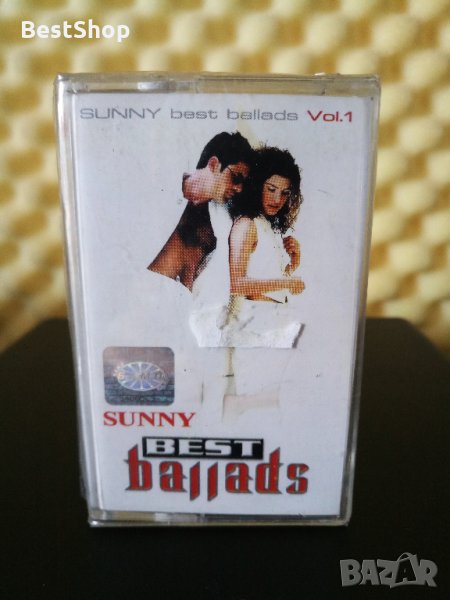 BestShop
SUNNY best ballads Vol.1
SUNNY
BEST
ballads
BAZAR